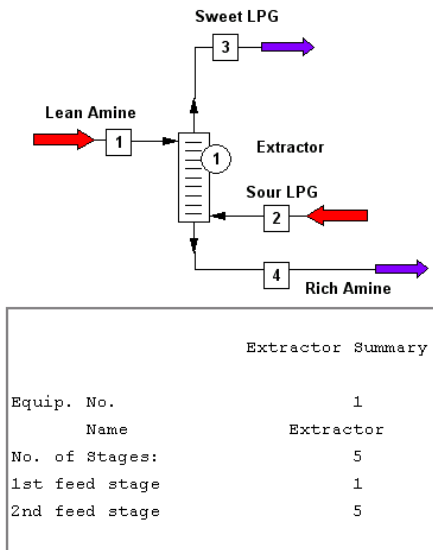 Sweet LPG
3
Lean Amine
1
1
Extractor
Sour LPG
2
4
Rich Amine
Extractor Summary
Equip. No. 1
Name Extractor
No. of Stages: 5
1st feed stage 1
2nd feed stage 5